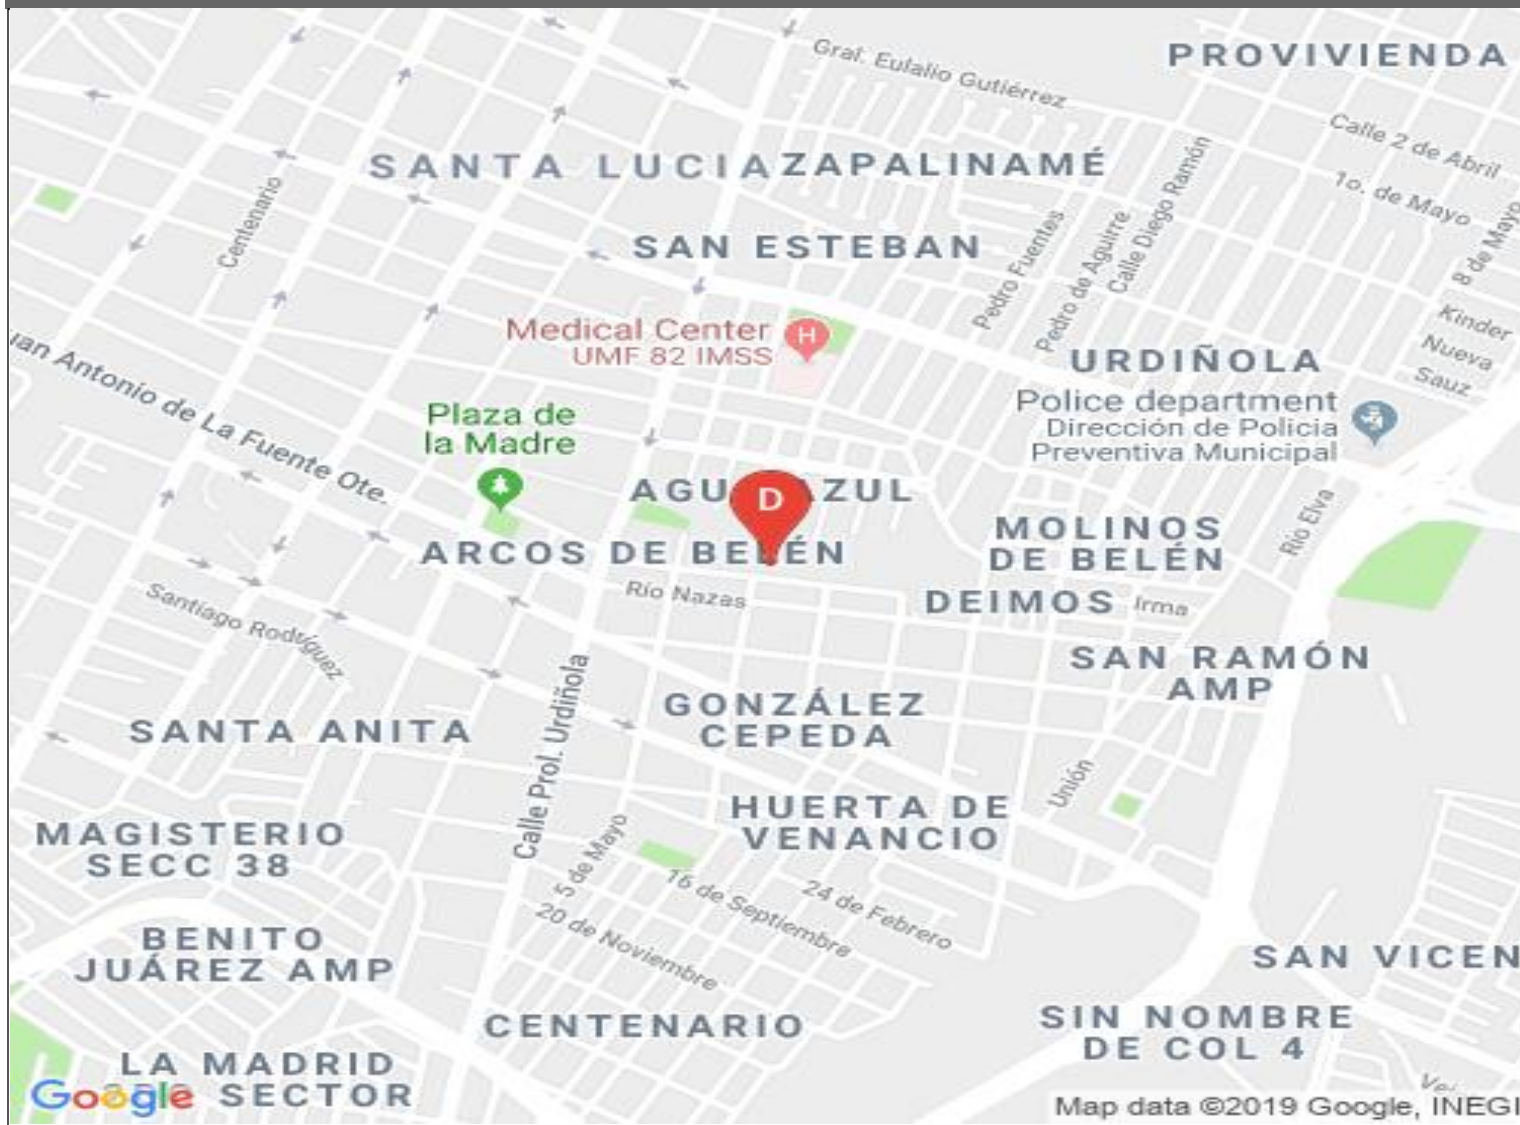 PROVIVIENDA
Gral. Eulalio Gutiérrez
Calle 2 de Abril
SANTA LUCIA
ZAPALINAMÉ
1o. de Mayo
Centenario
Calle Diego Ramón
8 de Mayo
SAN ESTEBAN
Pedro Fuentes
Pedro de Aguirre
Medical Center
UMF 82 IMSS
H
Kinder
Nueva
Sauz
URDIÑOLA
uan Antonio de La Fuente Ote.
Police department
Dirección de Policia
Preventiva Municipal
Plaza de
la Madre
AGU AZUL
D
Río Elva
MOLINOS
DE BELÉN
ARCOS DE BELÉN
Río Nazas
DEIMOS
Irma
Santiago Rodríguez
SAN RAMÓN
AMP
Calle Prol. Urdiñola
GONZÁLEZ
CEPEDA
SANTA ANITA
Unión
HUERTA DE
VENANCIO
MAGISTERIO
SECC 38
5 de Mayo
16 de Septiembre
24 de Febrero
20 de Noviembre
BENITO
JUÁREZ AMP
SAN VICEN
CENTENARIO
SIN NOMBRE
DE COL 4
LA MADRID
SECTOR
Google
Map data ©2019 Google, INEGI